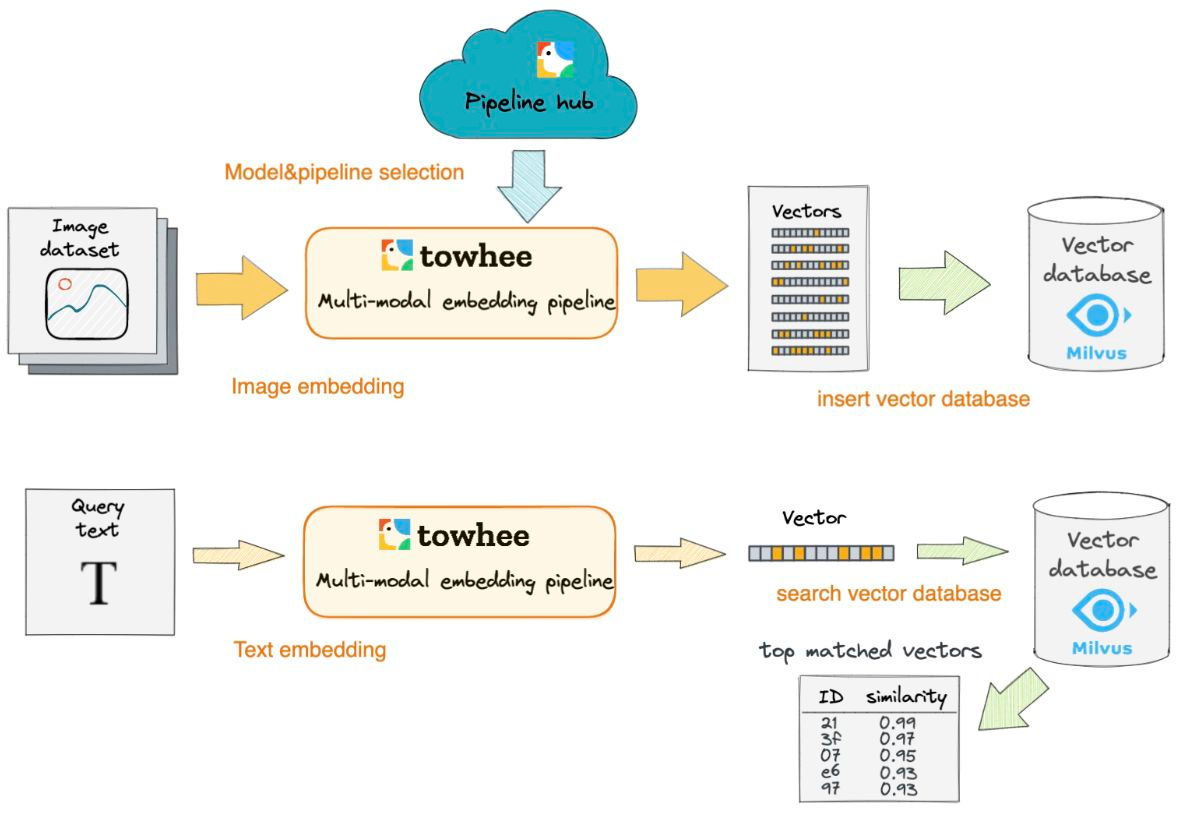 Pipeline hub
Model&pipeline selection
Image
dataset
towhee
Multi-modal embedding pipeline
Image embedding
Vectors
insert vector database
Vector
database
Milvus
Query
text
T
towhee
Multi-modal embedding pipeline
Text embedding
Vector
search vector database
Vector
database
Milvus
top matched vectors
ID similarity
21 0.99
3f 0.97
07 0.95
e6 0.93
97 0.93